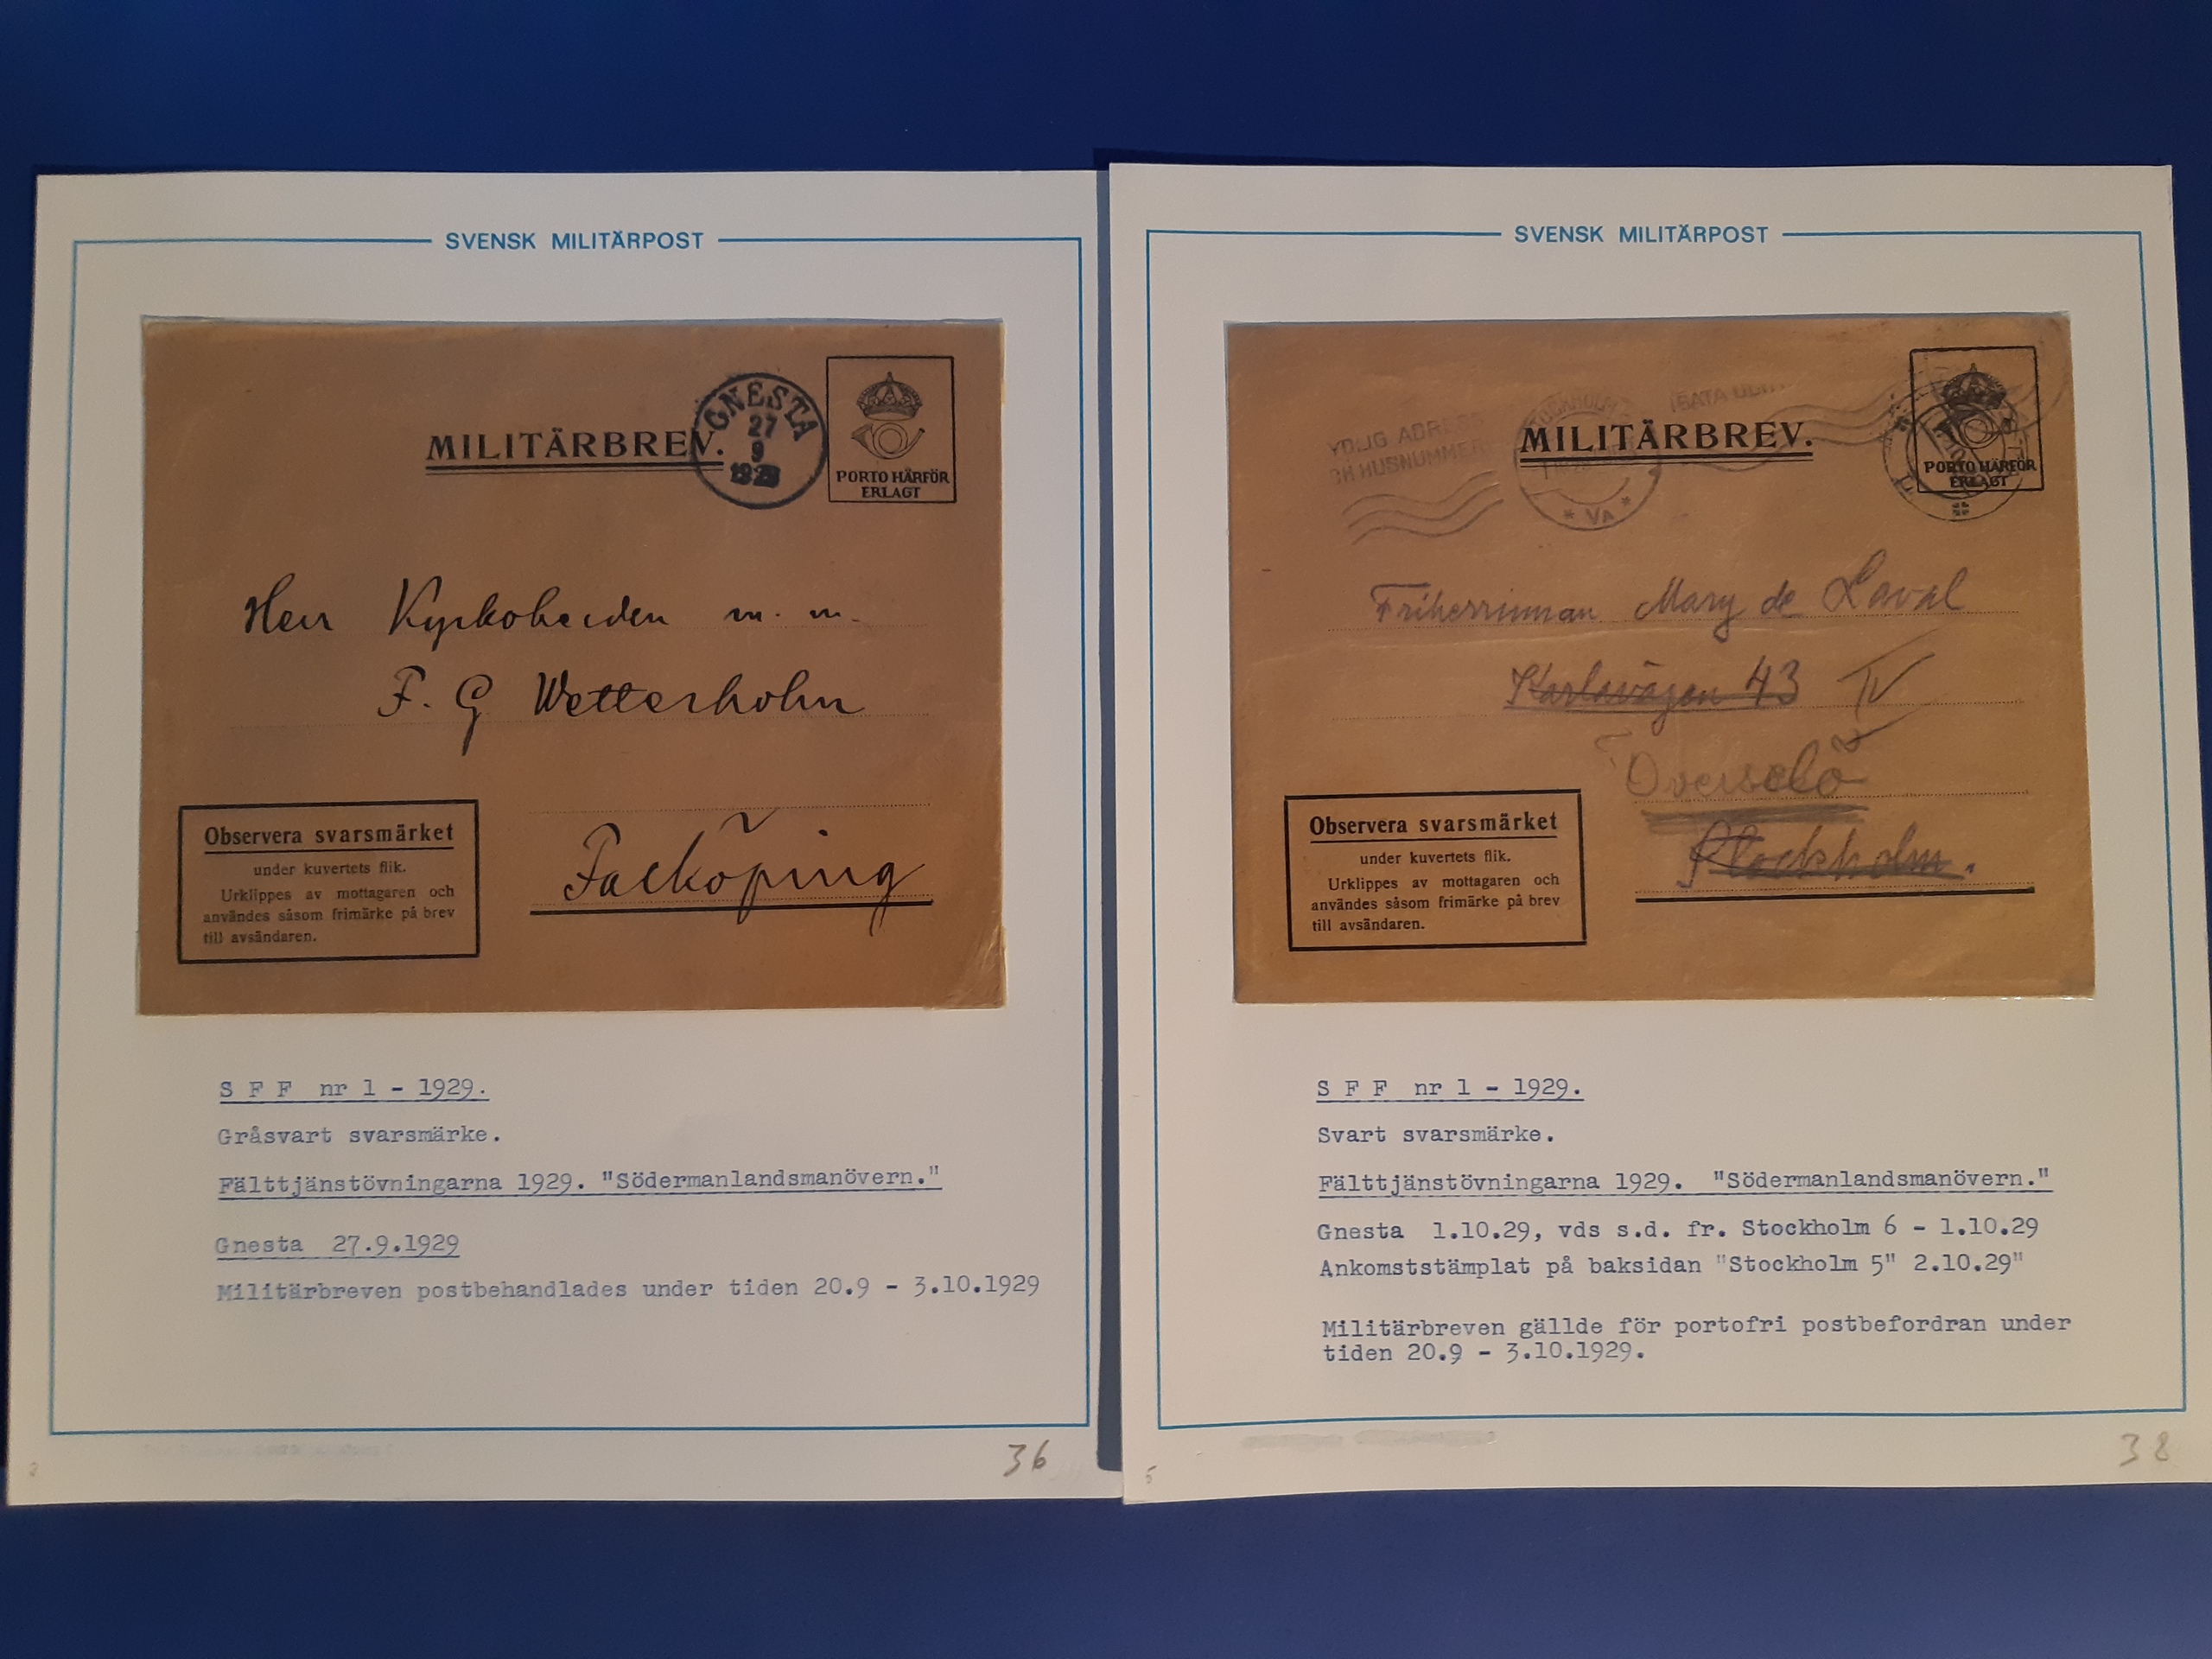 SVENSK MILITÄRPOST
MILITÄRBREV.
GNESTA
27
9
PORTO HÄRFÖR
ERLAGT
Herr Kyrkoherden m. m.
F. G Wetterholm
Falköping
Observera svarsmärket
under kuvertets flik.
Urklippes av mottagaren och
användes såsom frimärke på brev
till avsändaren.
S F F nr 1 - 1929.
Gråsvart svarsmärke.
Fälttjänstövningarna 1929. "Södermanlandsmanövern."
Gnesta 27.9.1929
Militärbreven postbehandlades under tiden 20.9 - 3.10.1929
36
SVENSK MILITÄRPOST
YDLIG ADRESS
CH HUSNUMMER
STOCKHOLM
* VA *
MILITÄRBREV.
PORTO HÄRFÖR
ERLAGT
Friherrinnan Mary de Laval
Karlavägen 43 IV
Överselö
Stockholm.
Observera svarsmärket
under kuvertets flik.
Urklippes av mottagaren och
användes såsom frimärke på brev
till avsändaren.
S F F nr 1 - 1929.
Svart svarsmärke.
Fälttjänstövningarna 1929. "Södermanlandsmanövern."
Gnesta 1.10.29, vds s.d. fr. Stockholm 6 - 1.10.29
Ankomststämplat på baksidan "Stockholm 5" 2.10.29"
Militärbreven gällde för portofri postbefordran under
tiden 20.9 - 3.10.1929.
38